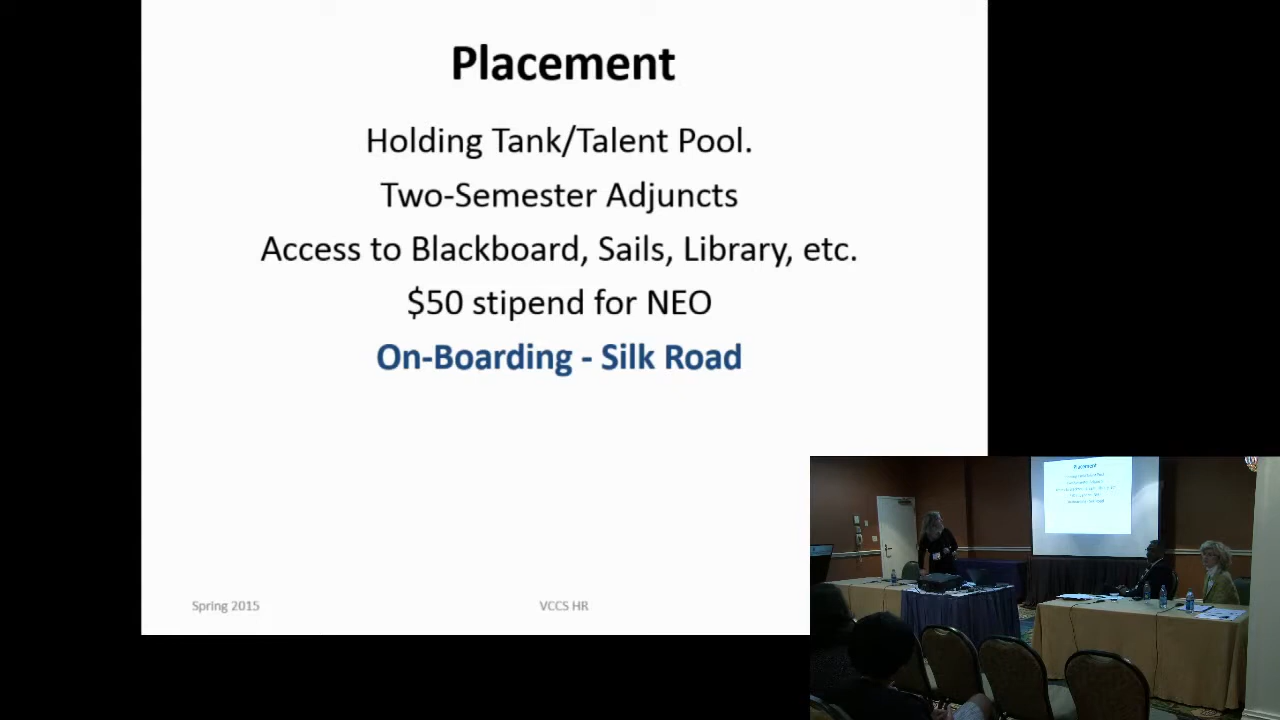 Placement
Holding Tank/Talent Pool.
Two-Semester Adjuncts
Access to Blackboard, Sails, Library, etc.
$50 stipend for NEO
On-Boarding - Silk Road
Spring 2015
VCCS HR
Placement